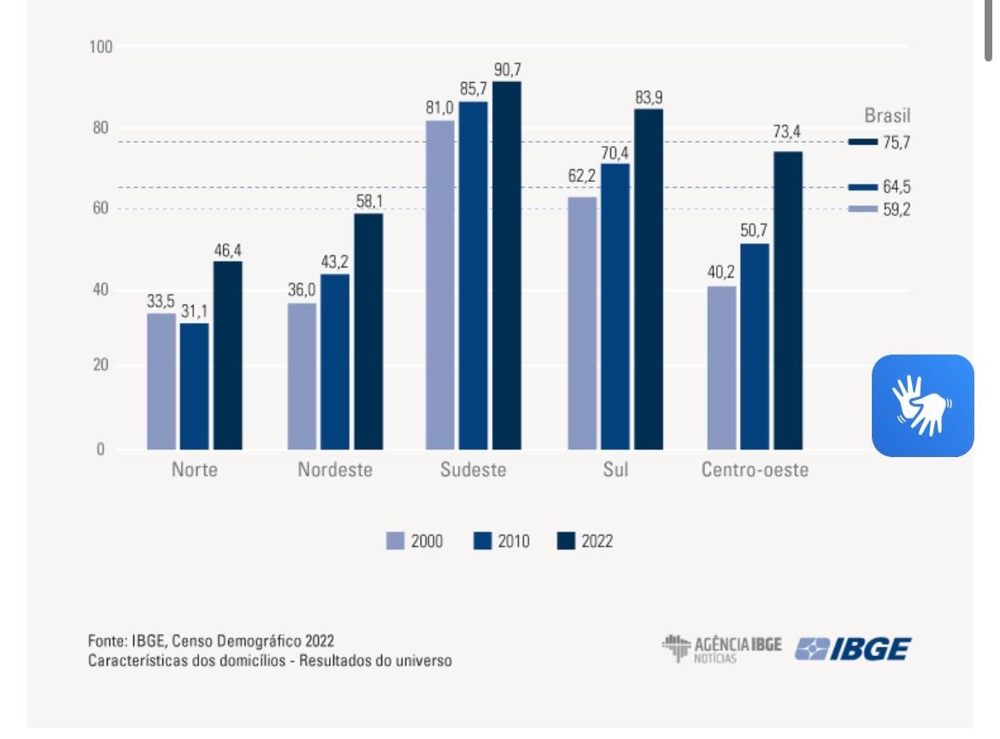 100
80
60
40
20
0
33,5
31,1
46,4
36,0
43,2
58,1
81,0
85,7
90,7
62,2
70,4
83,9
40,2
50,7
73,4
Brasil
75,7
64,5
59,2
Norte
Nordeste
Sudeste
Sul
Centro-oeste
2000
2010
2022
Fonte: IBGE, Censo Demográfico 2022
Características dos domicílios - Resultados do universo
AGÊNCIA IBGE
NOTÍCIAS
IBGE